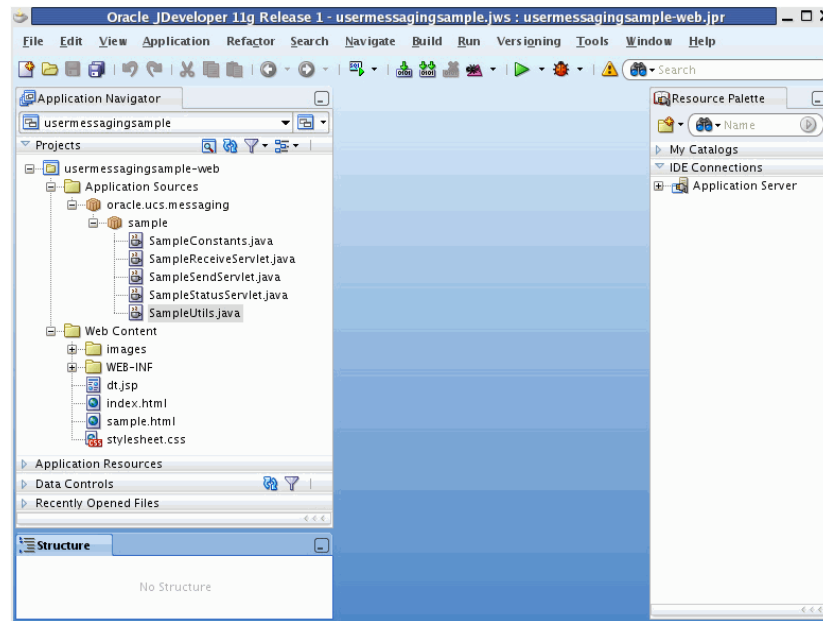 Oracle JDeveloper 11g Release 1 - usermessagingsample.jws : usermessagingsample-web.jpr
File Edit View Application Refactor Search Navigate Build Run Versioning Tools Window Help
Search
Application Navigator
usermessagingsample
Projects
usermessagingsample-web
Application Sources
oracle.ucs.messaging
sample
SampleConstants.java
SampleReceiveServlet.java
SampleSendServlet.java
SampleStatusServlet.java
SampleUtils.java
Web Content
images
WEB-INF
dt.jsp
index.html
sample.html
stylesheet.css
Application Resources
Data Controls
Recently Opened Files
Structure
No Structure
Resource Palette
Name
My Catalogs
IDE Connections
Application Server